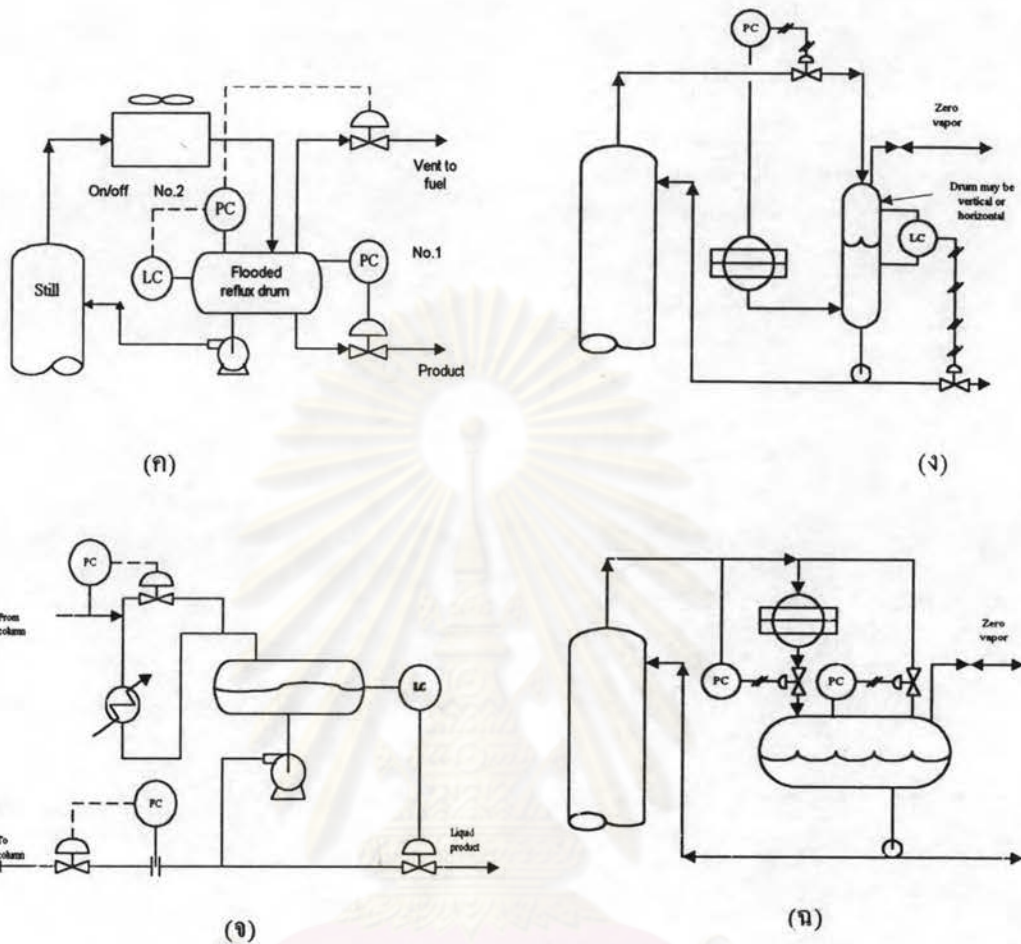 On/off
No.2
PC
LC
Still
Flooded
reflux drum
Vent to
fuel
PC
No.1
Product
(ค)
PC
Zero
vapor
Drum may be
vertical or
horizontal
LC
(ง)
PC
From
column
LC
PC
To
column
Liquid
product
(จ)
PC
PC
Zero
vapor
(ฉ)